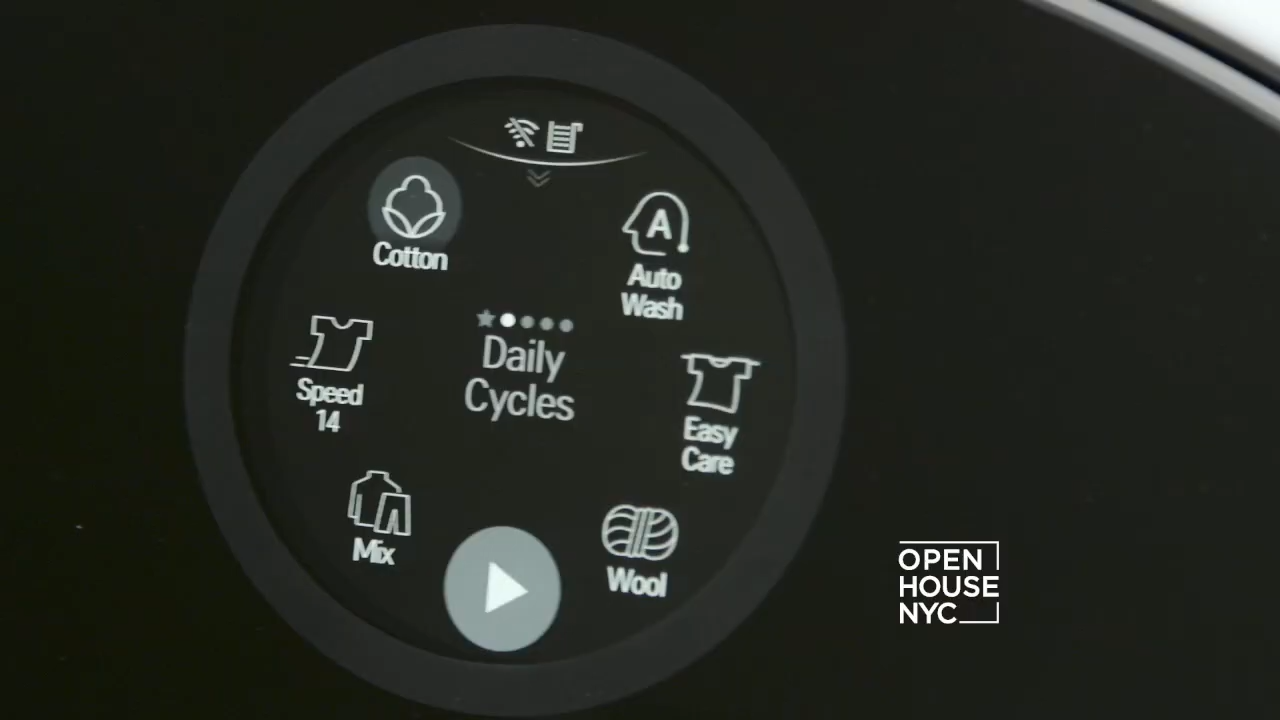 Cotton
A
Auto
Wash
Daily
Cycles
Speed
14
Easy
Care
Mix
Wool
OPEN
HOUSE
NYC